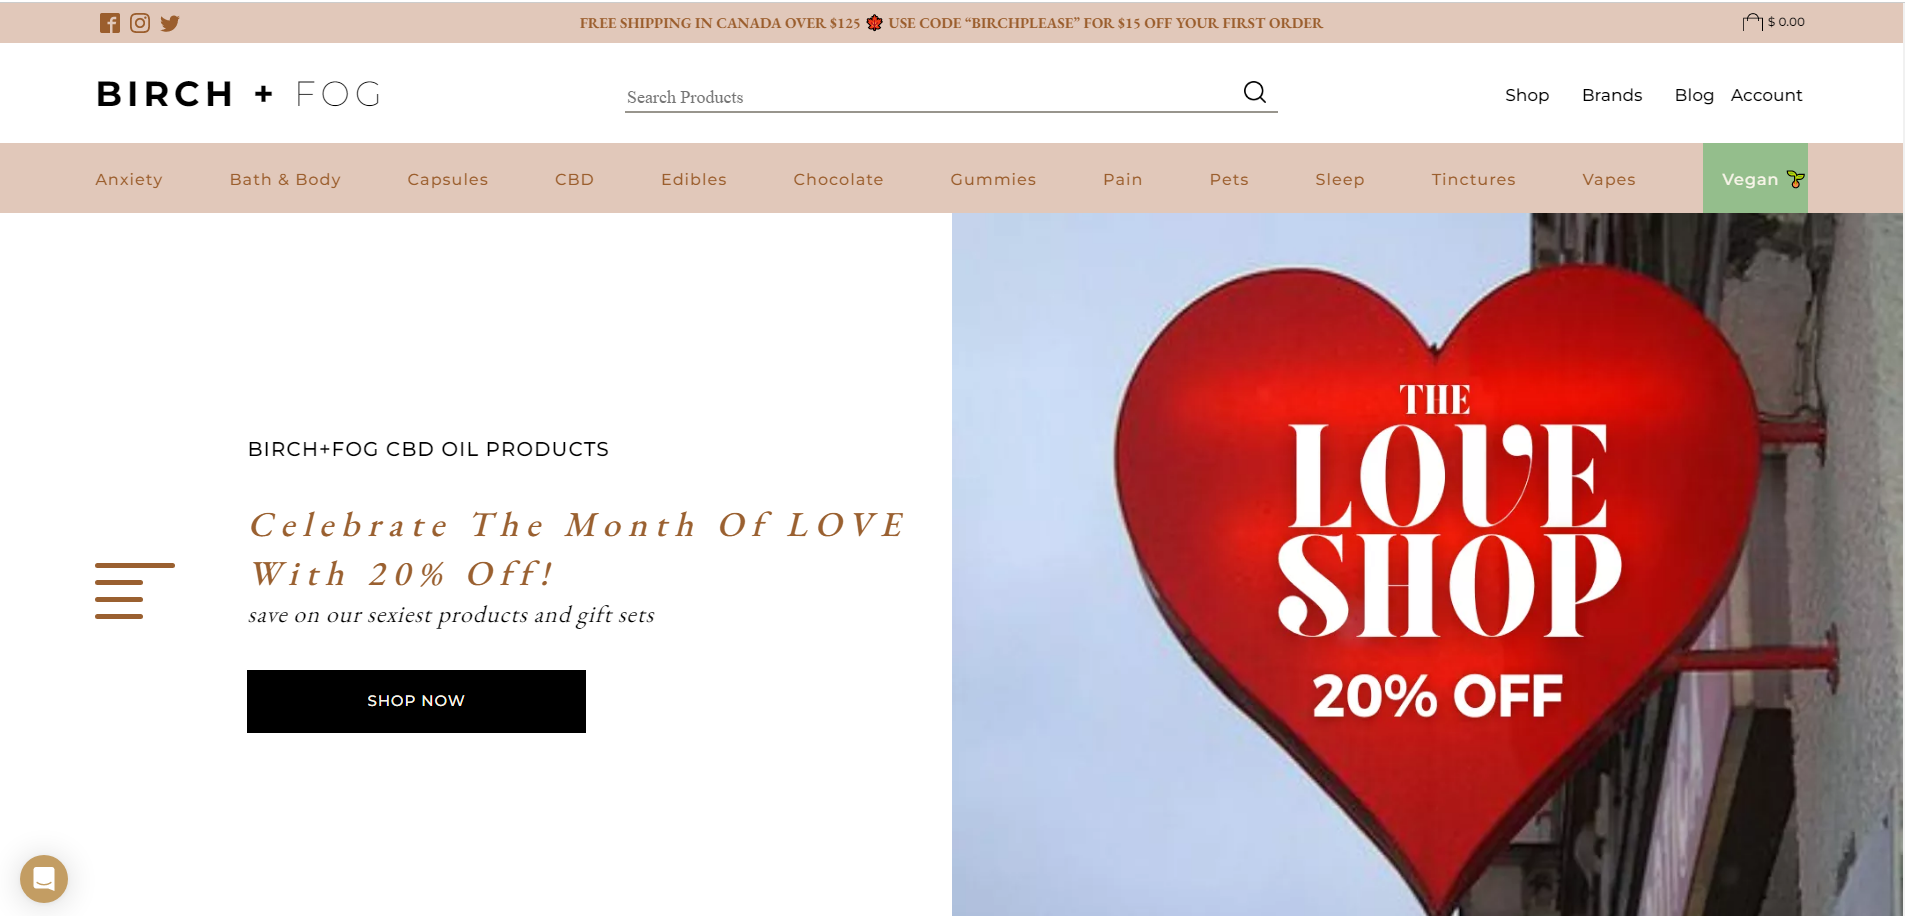 FREE SHIPPING IN CANADA OVER $125 🍁 USE CODE “BIRCHPLEASE” FOR $15 OFF YOUR FIRST ORDER
$ 0.00
BIRCH + FOG
Search Products
Shop Brands Blog Account
Anxiety Bath & Body Capsules CBD Edibles Chocolate Gummies Pain Pets Sleep Tinctures Vapes Vegan 🌱
BIRCH+FOG CBD OIL PRODUCTS
Celebrate The Month Of LOVE
With 20% Off!
save on our sexiest products and gift sets
SHOP NOW
THE
LOVE
SHOP
20% OFF